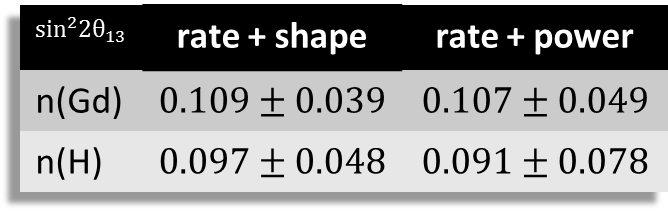 sin²2θ₁₃ rate + shape rate + power
n(Gd) 0.109 ± 0.039 0.107 ± 0.049
n(H) 0.097 ± 0.048 0.091 ± 0.078